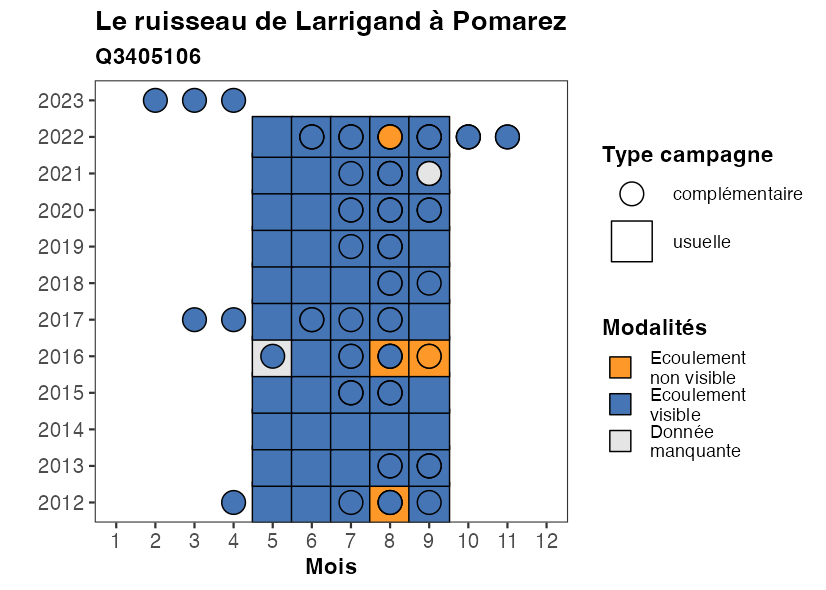 Le ruisseau de Larrigand à Pomarez
Q3405106
2023
2022
2021
2020
2019
2018
2017
2016
2015
2014
2013
2012
1 2 3 4 5 6 7 8 9 10 11 12
Mois
Type campagne
complémentaire
usuelle
Modalités
Ecoulement
non visible
Ecoulement
visible
Donnée
manquante